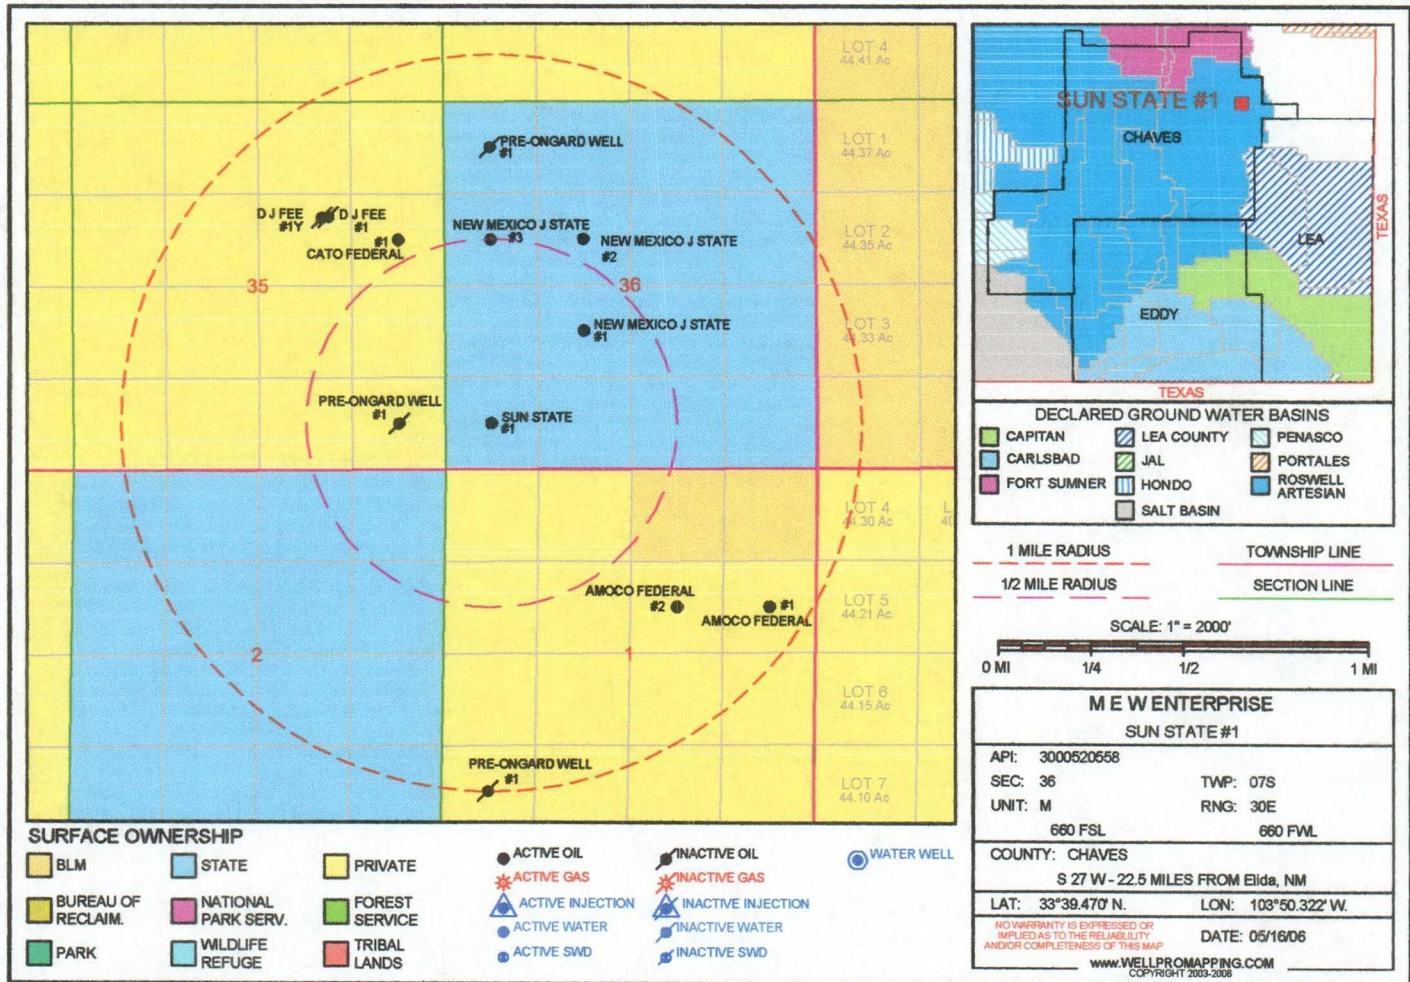 LOT 4
44.41 Ac
LOT 1
44.37 Ac
LOT 2
44.35 Ac
LOT 3
44.33 Ac
LOT 4
44.30 Ac
L
40
LOT 5
44.21 Ac
LOT 6
44.15 Ac
LOT 7
44.10 Ac
PRE-ONGARD WELL
#1
D J FEE
#1Y
D J FEE
#1
#1
CATO FEDERAL
NEW MEXICO J STATE
#3
NEW MEXICO J STATE
#2
35
36
NEW MEXICO J STATE
#1
PRE-ONGARD WELL
#1
SUN STATE
#1
AMOCO FEDERAL
#2
#1
AMOCO FEDERAL
2
1
PRE-ONGARD WELL
#1
SUN STATE #1
CHAVES
LEA
EDDY
TEXAS
TEXAS
DECLARED GROUND WATER BASINS
CAPITAN
LEA COUNTY
PENASCO
CARLSBAD
JAL
PORTALES
FORT SUMNER
HONDO
ROSWELL
ARTESIAN
SALT BASIN
1 MILE RADIUS
TOWNSHIP LINE
1/2 MILE RADIUS
SECTION LINE
SCALE: 1" = 2000'
0 MI 1/4 1/2 1 MI
M E W ENTERPRISE
SUN STATE #1
API: 3000520558
SEC: 36 TWP: 07S
UNIT: M RNG: 30E
660 FSL 660 FWL
COUNTY: CHAVES
S 27 W - 22.5 MILES FROM Elida, NM
LAT: 33°39.470' N. LON: 103°50.322' W.
NO WARRANTY IS EXPRESSED OR
IMPLIED AS TO THE RELIABILITY
AND/OR COMPLETENESS OF THIS MAP
DATE: 05/16/06
www.WELLPROMAPPING.COM
COPYRIGHT 2003-2006
SURFACE OWNERSHIP
BLM
STATE
PRIVATE
BUREAU OF
RECLAIM.
NATIONAL
PARK SERV.
FOREST
SERVICE
PARK
WILDLIFE
REFUGE
TRIBAL
LANDS
ACTIVE OIL
INACTIVE OIL
WATER WELL
ACTIVE GAS
INACTIVE GAS
ACTIVE INJECTION
INACTIVE INJECTION
ACTIVE WATER
INACTIVE WATER
ACTIVE SWD
INACTIVE SWD